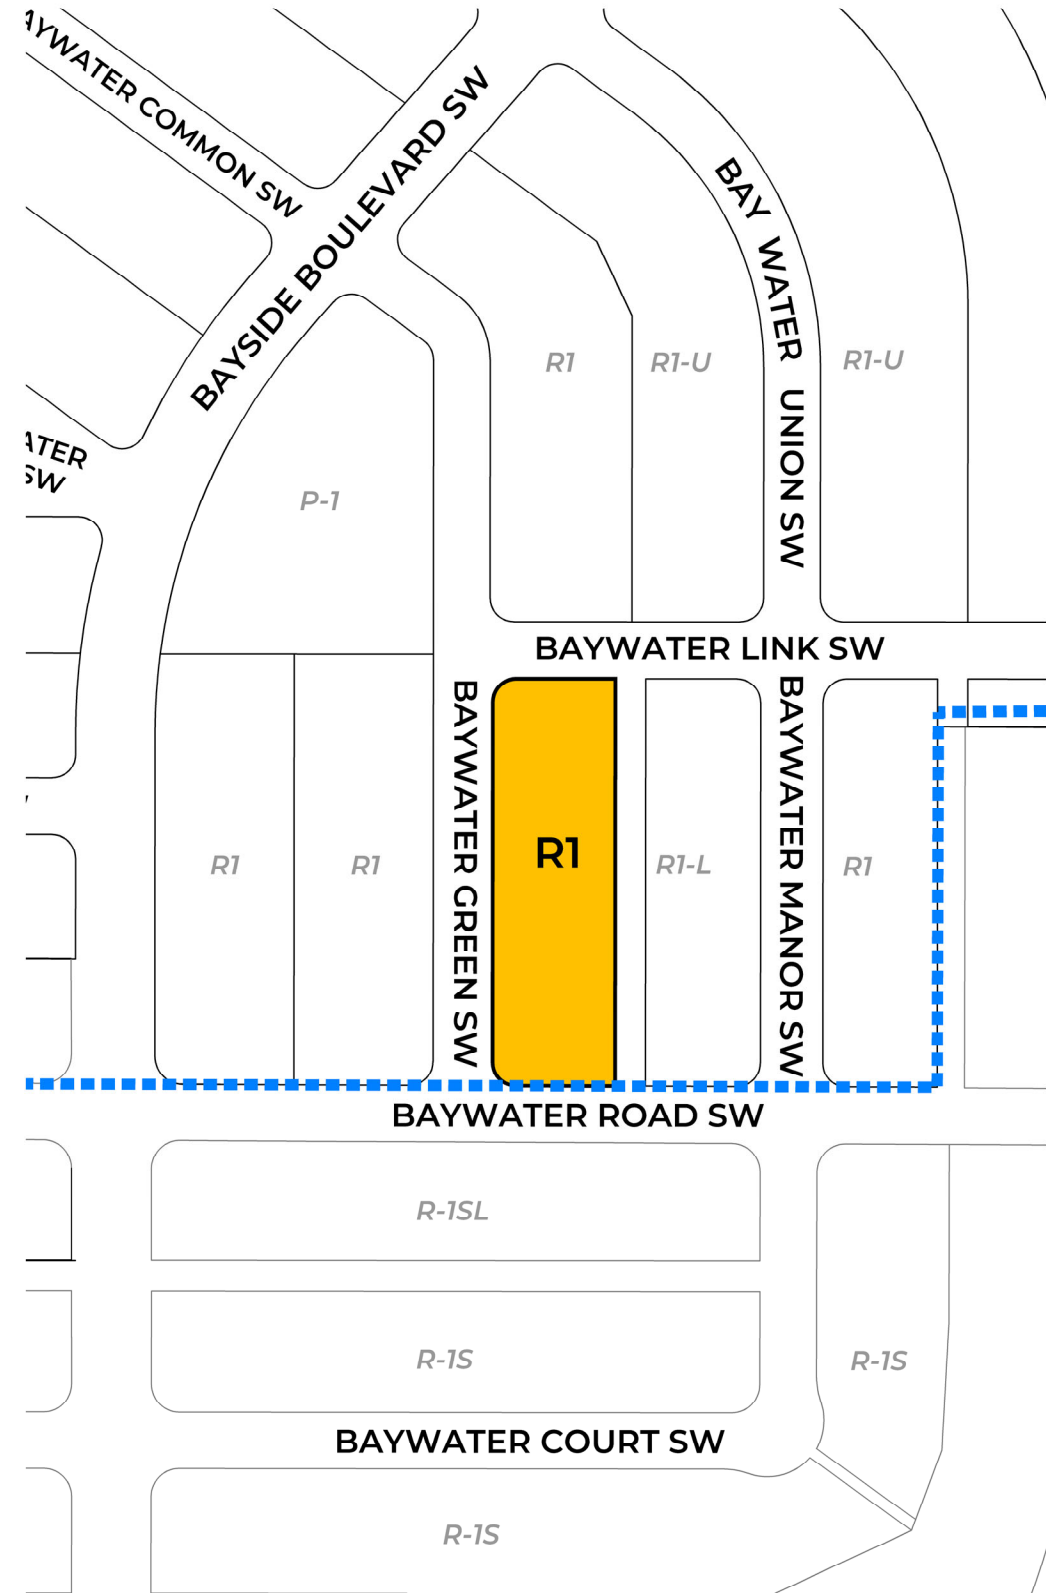 AYWATER COMMON SW
BAYSIDE BOULEVARD SW
BAY WATER UNION SW
R1
R1-U
R1-U
ATER
SW
P-1
BAYWATER LINK SW
BAYWATER GREEN SW
BAYWATER MANOR SW
R1
R1
R1
R1-L
R1
BAYWATER ROAD SW
R-1SL
R-1S
R-1S
BAYWATER COURT SW
R-1S